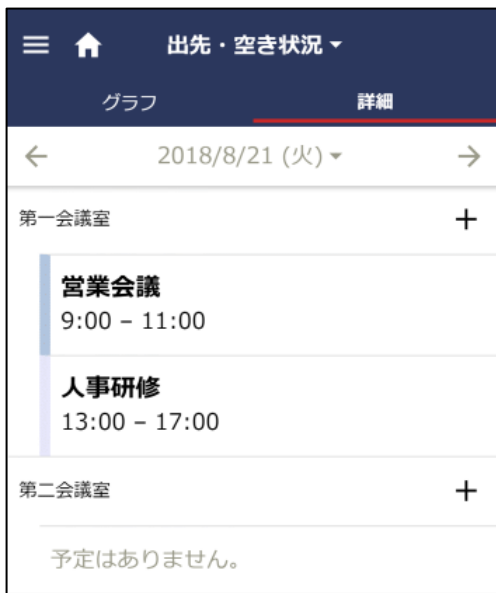 出先・空き状況
グラフ 詳細
2018/8/21 (火)
第一会議室
営業会議
9:00 – 11:00
人事研修
13:00 – 17:00
第二会議室
予定はありません。